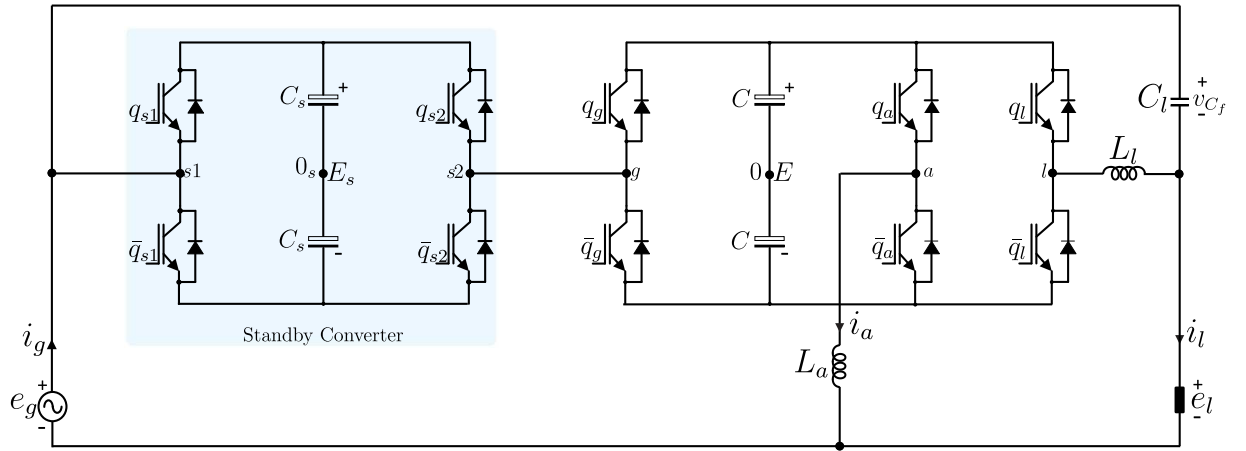 q_s1 C_s + q_s2 q_g C + q_a q_l C_l + v_Cf -
s1 0_s E_s s2 g 0 E a l L_l
q̄_s1 C_s - q̄_s2 q̄_g C - q̄_a q̄_l
Standby Converter
i_g i_a i_l
L_a
e_g + - e_l + -